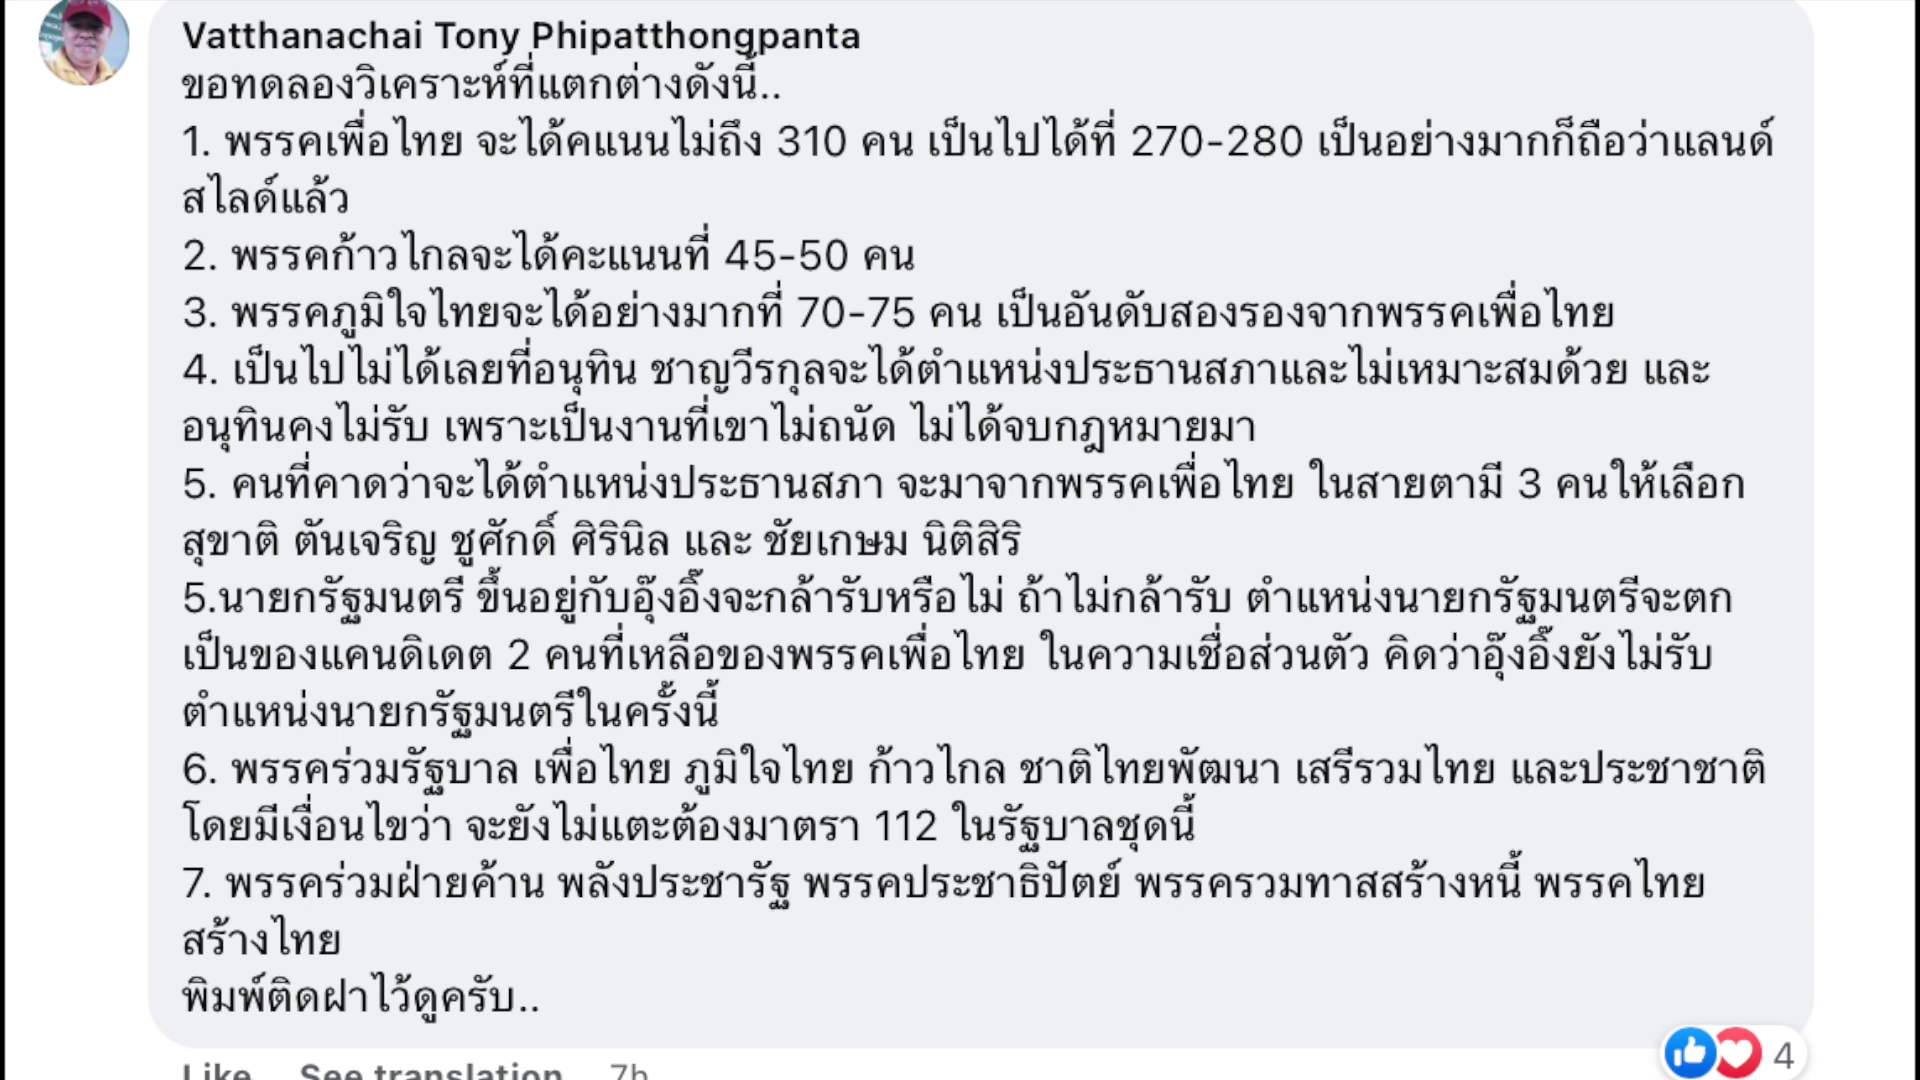 Vatthanachai Tony Phipatthongpanta
ขอทดลองวิเคราะห์ที่แตกต่างดังนี้..
1. พรรคเพื่อไทย จะได้คแนนไม่ถึง 310 คน เป็นไปได้ที่ 270-280 เป็นอย่างมากก็ถือว่าแลนด์
สไลด์แล้ว
2. พรรคก้าวไกลจะได้คะแนนที่ 45-50 คน
3. พรรคภูมิใจไทยจะได้อย่างมากที่ 70-75 คน เป็นอันดับสองรองจากพรรคเพื่อไทย
4. เป็นไปไม่ได้เลยที่อนุทิน ชาญวีรกุลจะได้ตำแหน่งประธานสภาและไม่เหมาะสมด้วย และ
อนุทินคงไม่รับ เพราะเป็นงานที่เขาไม่ถนัด ไม่ได้จบกฎหมายมา
5. คนที่คาดว่าจะได้ตำแหน่งประธานสภา จะมาจากพรรคเพื่อไทย ในสายตามี 3 คนให้เลือก
สุขาติ ตันเจริญ ชูศักดิ์ ศิรินิล และ ชัยเกษม นิติสิริ
5.นายกรัฐมนตรี ขึ้นอยู่กับอุ๊งอิ๊งจะกล้ารับหรือไม่ ถ้าไม่กล้ารับ ตำแหน่งนายกรัฐมนตรีจะตก
เป็นของแคนดิเดต 2 คนที่เหลือของพรรคเพื่อไทย ในความเชื่อส่วนตัว คิดว่าอุ๊งอิ๊งยังไม่รับ
ตำแหน่งนายกรัฐมนตรีในครั้งนี้
6. พรรคร่วมรัฐบาล เพื่อไทย ภูมิใจไทย ก้าวไกล ชาติไทยพัฒนา เสรีรวมไทย และประชาชาติ
โดยมีเงื่อนไขว่า จะยังไม่แตะต้องมาตรา 112 ในรัฐบาลชุดนี้
7. พรรคร่วมฝ่ายค้าน พลังประชารัฐ พรรคประชาธิปัตย์ พรรครวมทาสสร้างหนี้ พรรคไทย
สร้างไทย
พิมพ์ติดฝาไว้ดูครับ..
Like See translation 7h
4